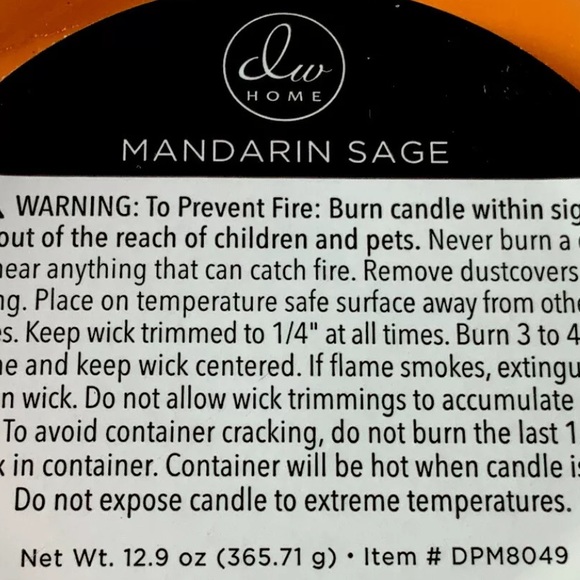 dw
HOME
MANDARIN SAGE
WARNING: To Prevent Fire: Burn candle within
out of the reach of children and pets. Never burn a
near anything that can catch fire. Remove dustcovers
Place on temperature safe surface away from
Keep wick trimmed to 1/4" at all times. Burn 3 to 4
and keep wick centered. If flame smokes,
wick. Do not allow wick trimmings to accumulate
To avoid container cracking, do not burn the last 1
in container. Container will be hot when candle is
Do not expose candle to extreme temperatures.
Net Wt. 12.9 oz (365.71 g) • Item # DPM8049